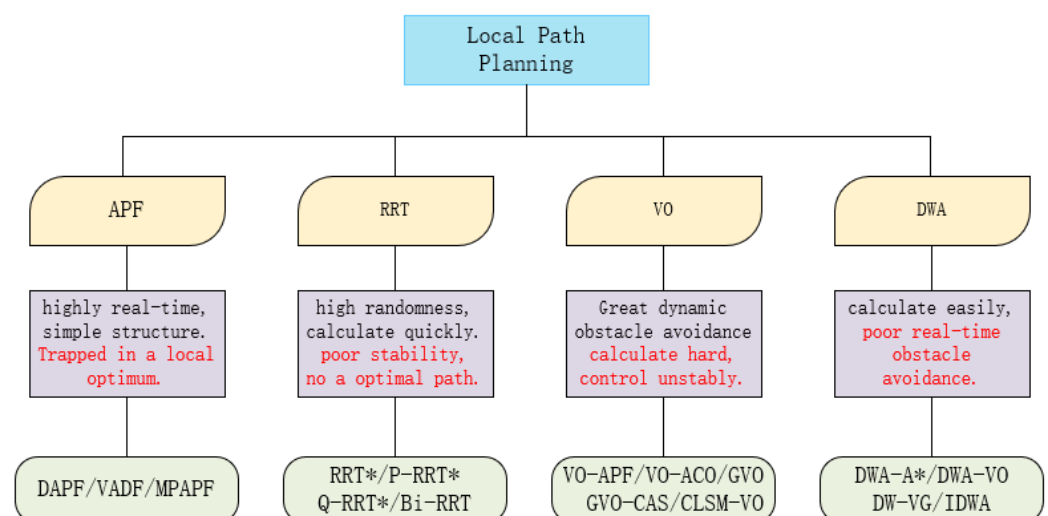 Local Path
Planning
APF
RRT
VO
DWA
highly real-time,
simple structure.
Trapped in a local
optimum.
high randomness,
calculate quickly.
poor stability,
no a optimal path.
Great dynamic
obstacle avoidance
calculate hard,
control unstably.
calculate easily,
poor real-time
obstacle
avoidance.
DAPF/VADF/MPAPF
RRT*/P-RRT*
Q-RRT*/Bi-RRT
VO-APF/VO-ACO/GVO
GVO-CAS/CLSM-VO
DWA-A*/DWA-VO
DW-VG/IDWA